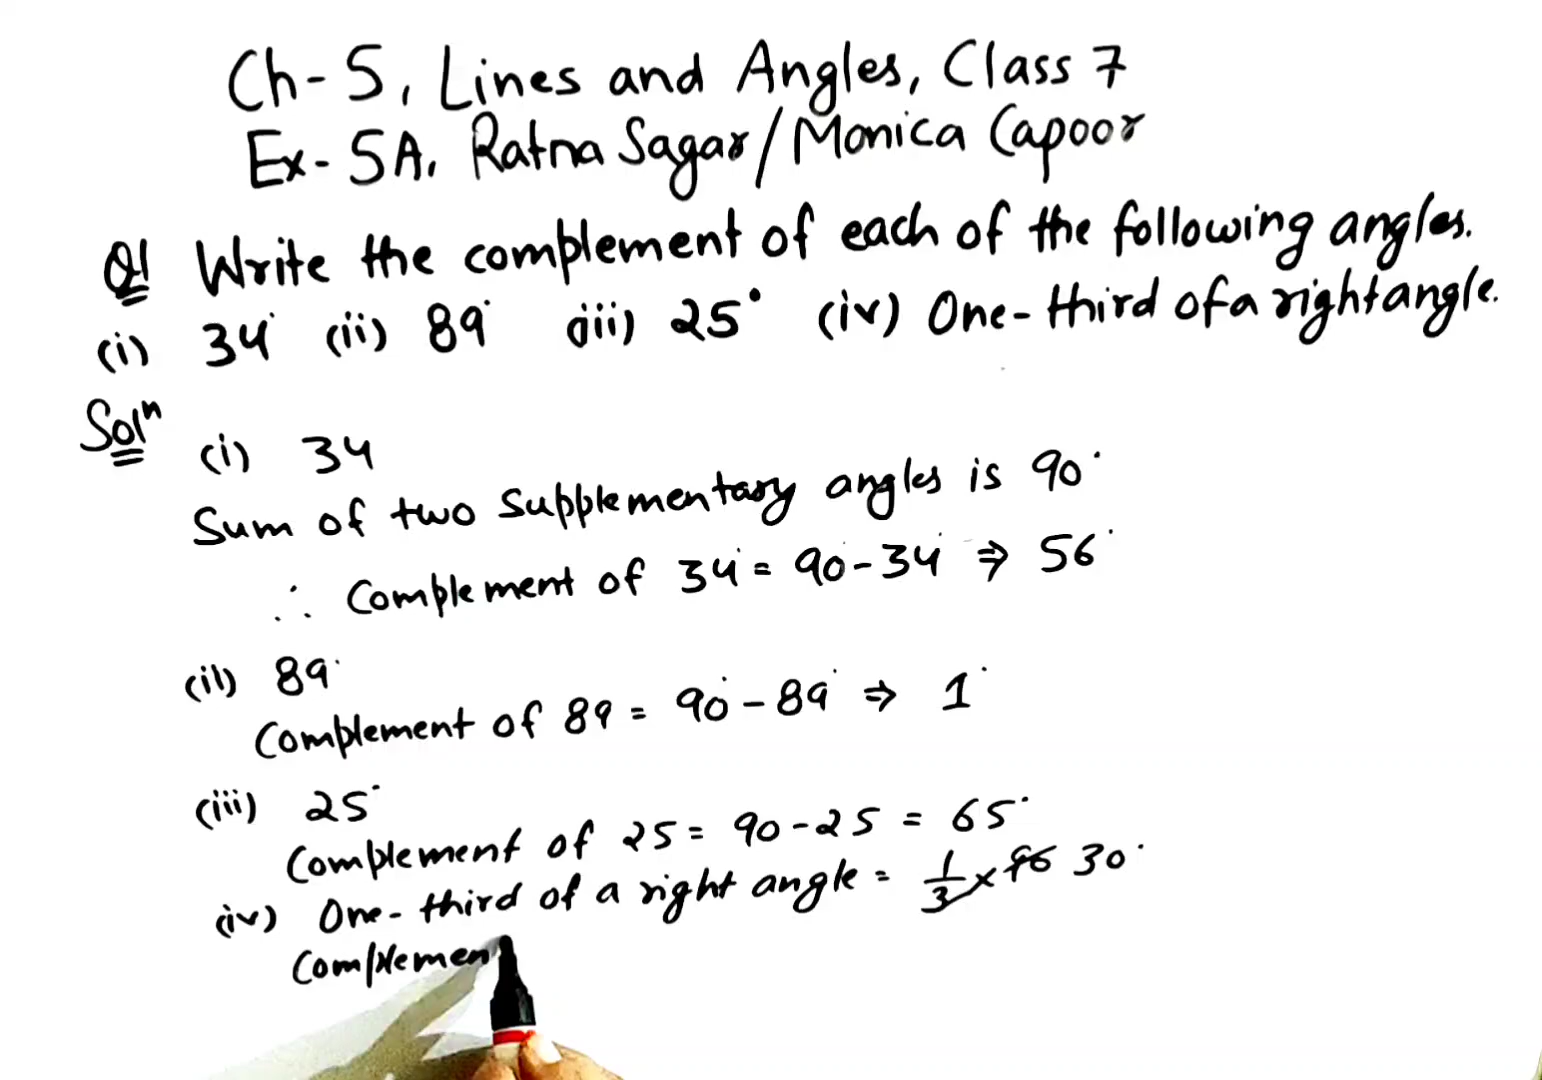 Ch-5, Lines and Angles, Class 7
Ex-5A, Ratna Sagar/Monica Capoor
Q1 Write the complement of each of the following angles.
(i) 34° (ii) 89° (iii) 25° (iv) One-third of a right angle.
Solⁿ
(i) 34
Sum of two supplementary angles is 90°
∴ Complement of 34° = 90° - 34° ⇒ 56°
(ii) 89°
Complement of 89 = 90° - 89° ⇒ 1°
(iii) 25°
Complement of 25 = 90 - 25 = 65°
(iv) One-third of a right angle = 1/3 × 90 30°
Complemen